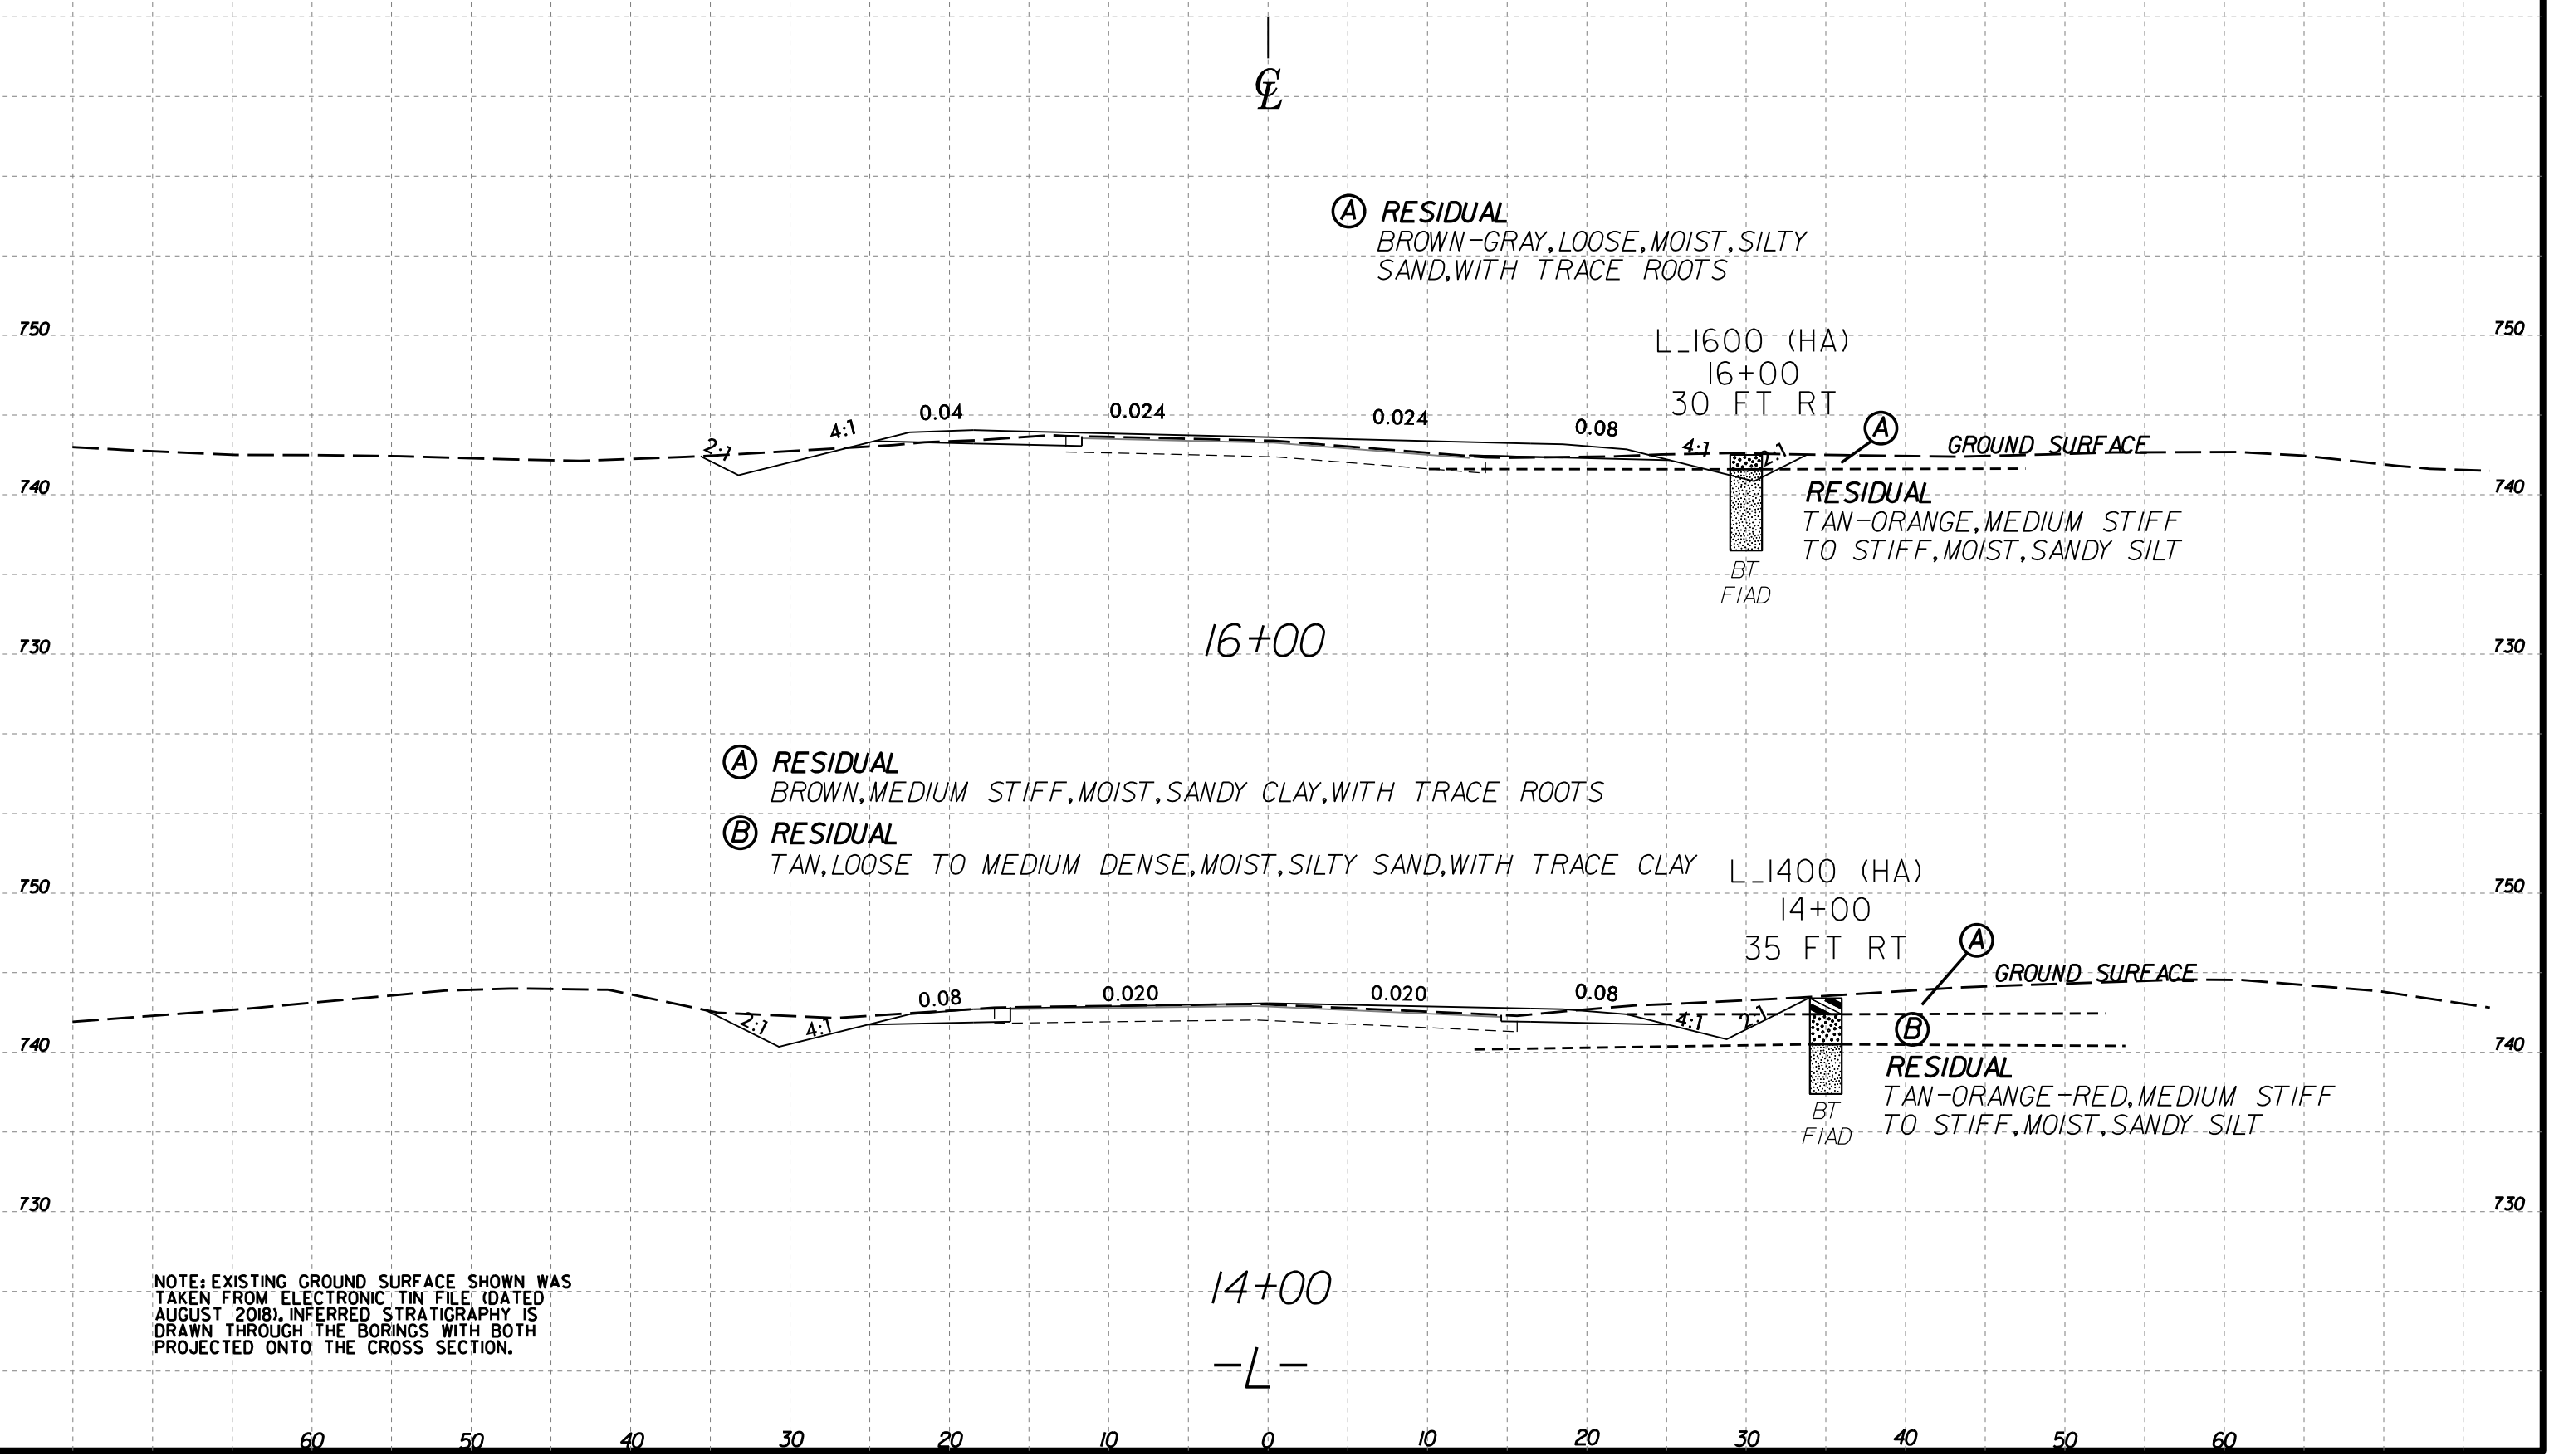 ℄
Ⓐ RESIDUAL
BROWN-GRAY, LOOSE, MOIST, SILTY
SAND, WITH TRACE ROOTS
750 750
L_1600 (HA)
16+00
30 FT RT
0.04 0.024 0.024 0.08
Ⓐ
2:1 4:1 4:1 2:1 GROUND SURFACE
740 740
RESIDUAL
TAN-ORANGE, MEDIUM STIFF
TO STIFF, MOIST, SANDY SILT
BT
FIAD
730 730
16+00
Ⓐ RESIDUAL
BROWN, MEDIUM STIFF, MOIST, SANDY CLAY, WITH TRACE ROOTS
Ⓑ RESIDUAL
TAN, LOOSE TO MEDIUM DENSE, MOIST, SILTY SAND, WITH TRACE CLAY
L_1400 (HA)
750 750
14+00
35 FT RT
Ⓐ
GROUND SURFACE
0.08 0.020 0.020 0.08
2:1 4:1 4:1 2:1
Ⓑ
740 740
RESIDUAL
TAN-ORANGE-RED, MEDIUM STIFF
TO STIFF, MOIST, SANDY SILT
BT
FIAD
730 730
14+00
NOTE: EXISTING GROUND SURFACE SHOWN WAS
TAKEN FROM ELECTRONIC TIN FILE (DATED
AUGUST 2018). INFERRED STRATIGRAPHY IS
DRAWN THROUGH THE BORINGS WITH BOTH
PROJECTED ONTO THE CROSS SECTION.
-L-
60 50 40 30 20 10 0 10 20 30 40 50 60